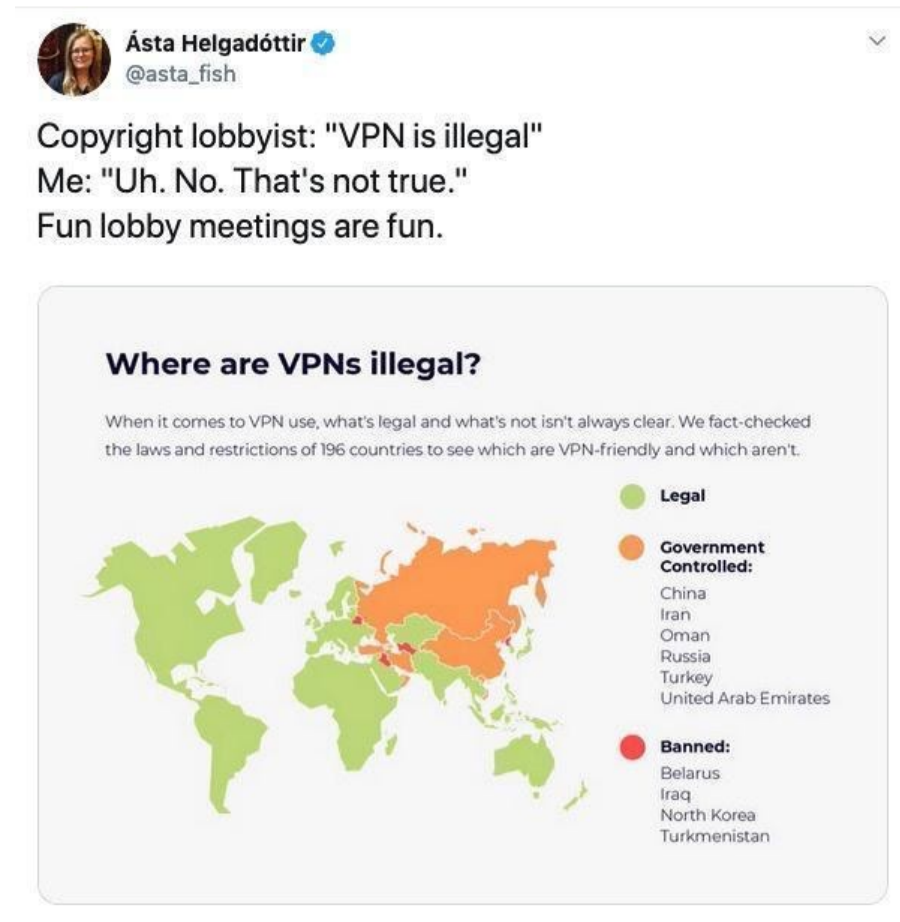 Ásta Helgadóttir
@asta_fish
Copyright lobbyist: "VPN is illegal"
Me: "Uh. No. That's not true."
Fun lobby meetings are fun.
Where are VPNs illegal?
When it comes to VPN use, what's legal and what's not isn't always clear. We fact-checked
the laws and restrictions of 196 countries to see which are VPN-friendly and which aren't.
Legal
Government
Controlled:
China
Iran
Oman
Russia
Turkey
United Arab Emirates
Banned:
Belarus
Iraq
North Korea
Turkmenistan